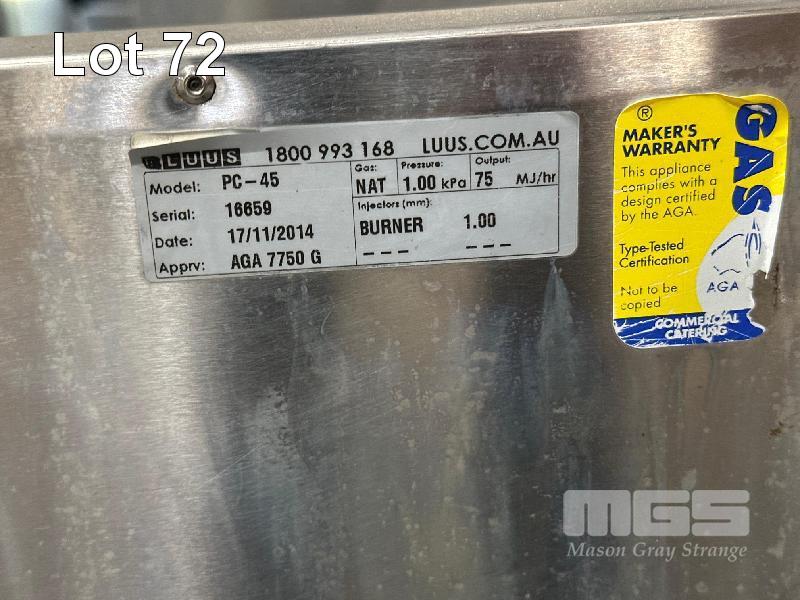 Lot 72
LUUS 1800 993 168 LUUS.COM.AU
Model: PC-45
Serial: 16659
Date: 17/11/2014
Apprv: AGA 7750 G
Gas: NAT
Pressure: 1.00 kPa
Output: 75 MJ/hr
Injectors (mm):
BURNER 1.00
--- ---
®
MAKER'S
WARRANTY
This appliance
complies with a
design certified
by the AGA.
Type-Tested
Certification
Not to be
copied
GAS
AGA
COMMERCIAL
CATERING
MGS
Mason Gray Strange